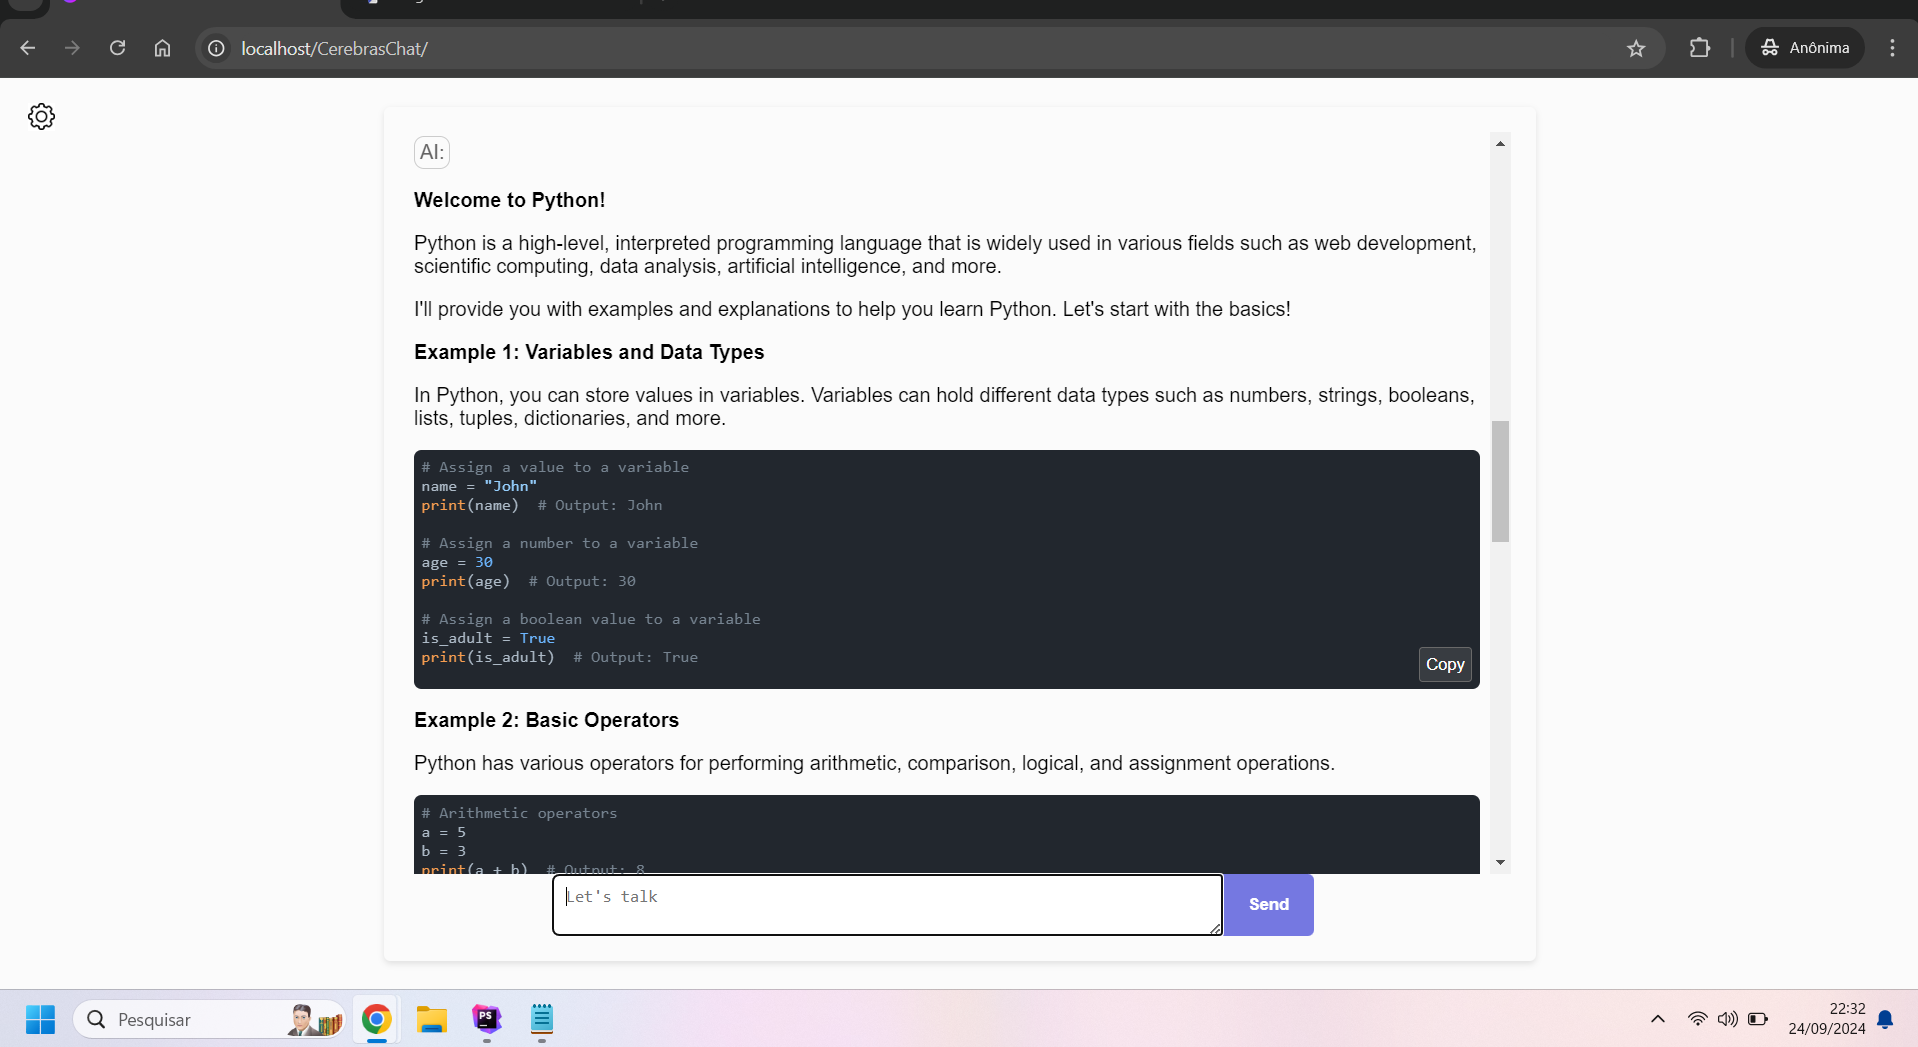 localhost/CerebrasChat/
Anônima
AI:
Welcome to Python!
Python is a high-level, interpreted programming language that is widely used in various fields such as web development,
scientific computing, data analysis, artificial intelligence, and more.
I'll provide you with examples and explanations to help you learn Python. Let's start with the basics!
Example 1: Variables and Data Types
In Python, you can store values in variables. Variables can hold different data types such as numbers, strings, booleans,
lists, tuples, dictionaries, and more.
# Assign a value to a variable
name = "John"
print(name)  # Output: John
# Assign a number to a variable
age = 30
print(age)  # Output: 30
# Assign a boolean value to a variable
is_adult = True
print(is_adult)  # Output: True
Copy
Example 2: Basic Operators
Python has various operators for performing arithmetic, comparison, logical, and assignment operations.
# Arithmetic operators
a = 5
b = 3
print(a + b)  # Output: 8
Let's talk
Send
Pesquisar
PS
22:32
24/09/2024